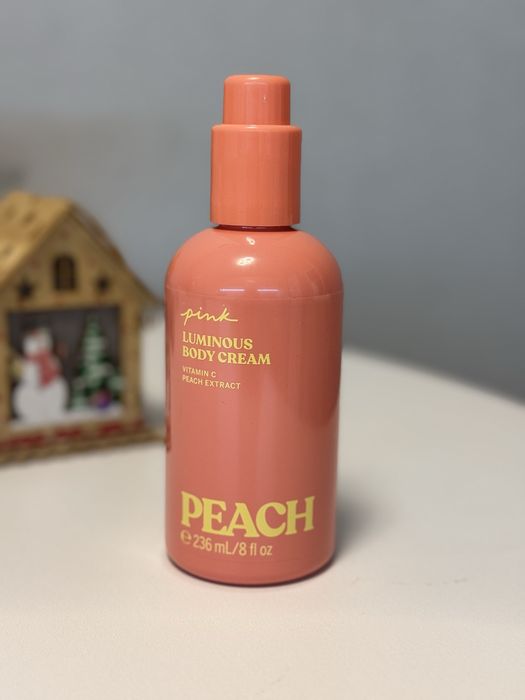 pink
LUMINOUS
BODY CREAM
VITAMIN C
PEACH EXTRACT
PEACH
℮ 236 mL/8 fl oz